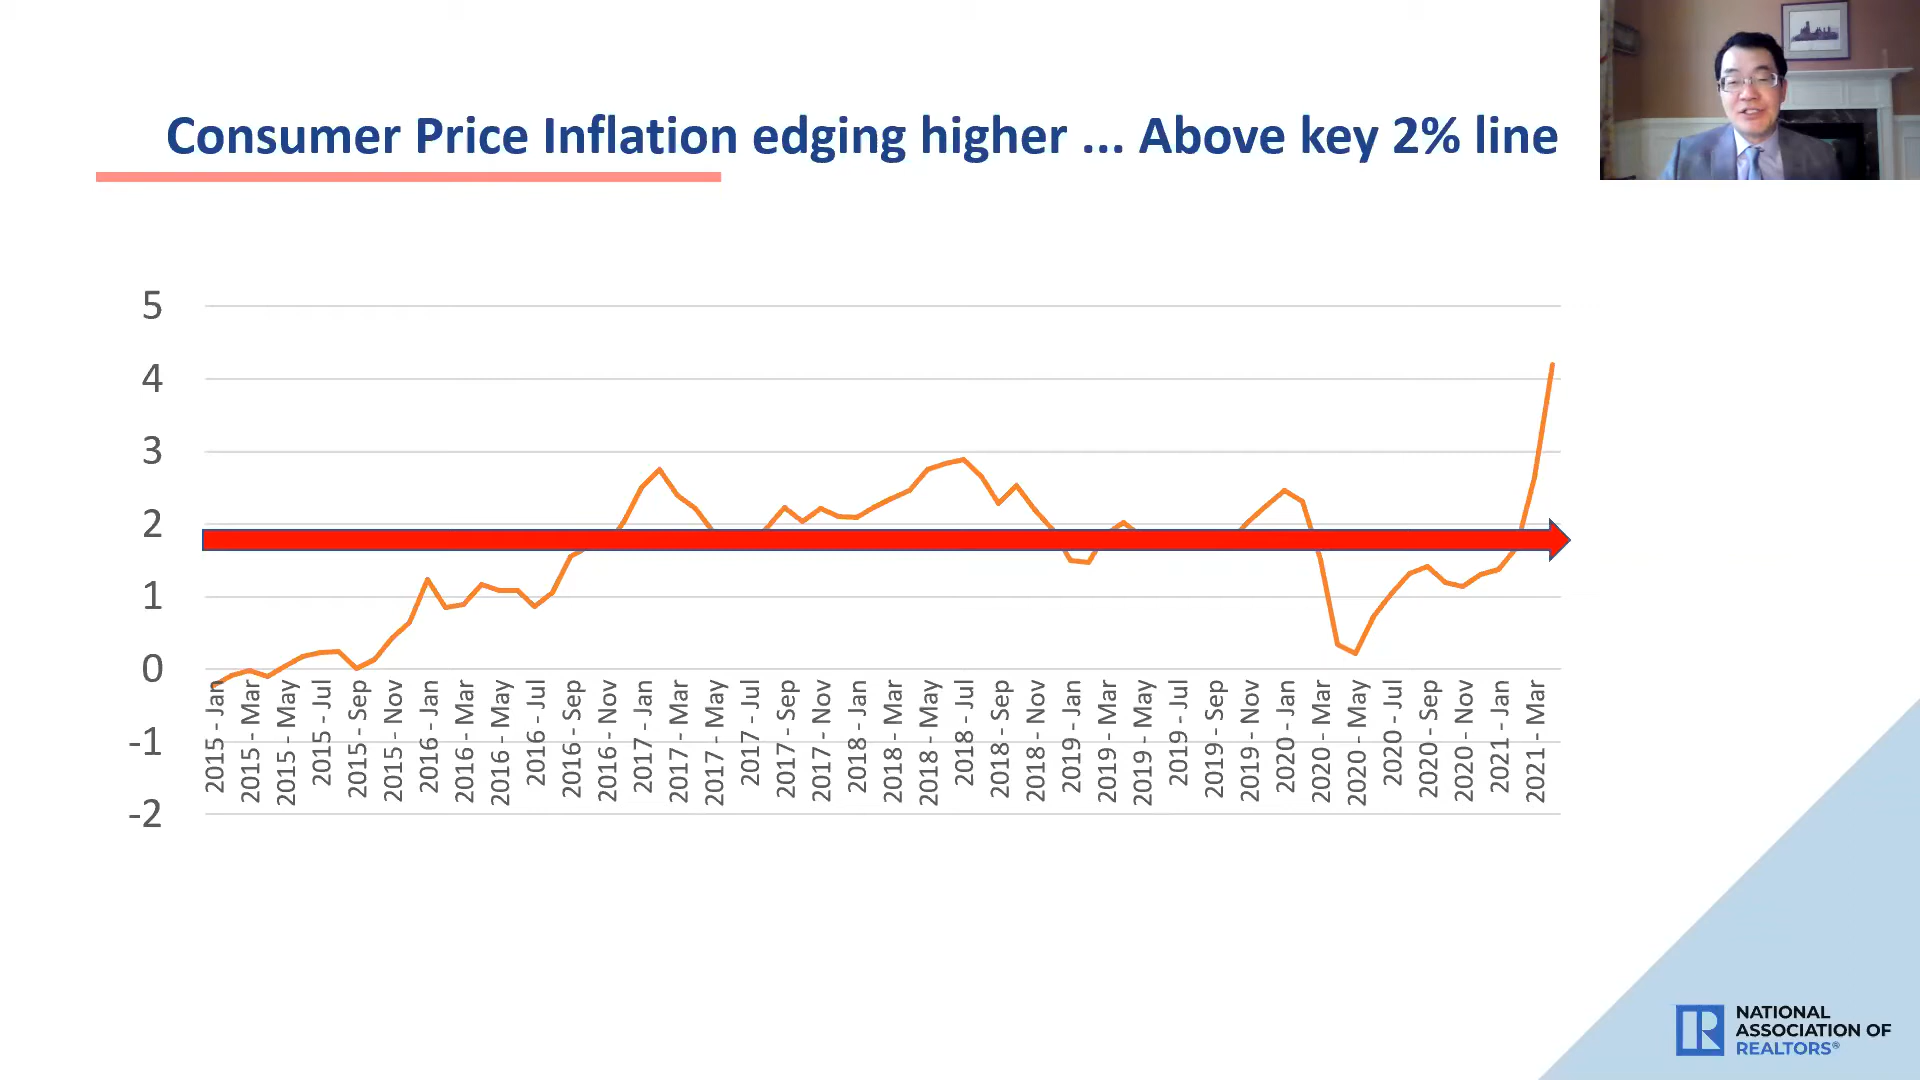 Consumer Price Inflation edging higher ... Above key 2% line
5
4
3
2
1
0
-1
-2
2015 - Jan
2015 - Mar
2015 - May
2015 - Jul
2015 - Sep
2015 - Nov
2016 - Jan
2016 - Mar
2016 - May
2016 - Jul
2016 - Sep
2016 - Nov
2017 - Jan
2017 - Mar
2017 - May
2017 - Jul
2017 - Sep
2017 - Nov
2018 - Jan
2018 - Mar
2018 - May
2018 - Jul
2018 - Sep
2018 - Nov
2019 - Jan
2019 - Mar
2019 - May
2019 - Jul
2019 - Sep
2019 - Nov
2020 - Jan
2020 - Mar
2020 - May
2020 - Jul
2020 - Sep
2020 - Nov
2021 - Jan
2021 - Mar
NATIONAL
ASSOCIATION OF
REALTORS®